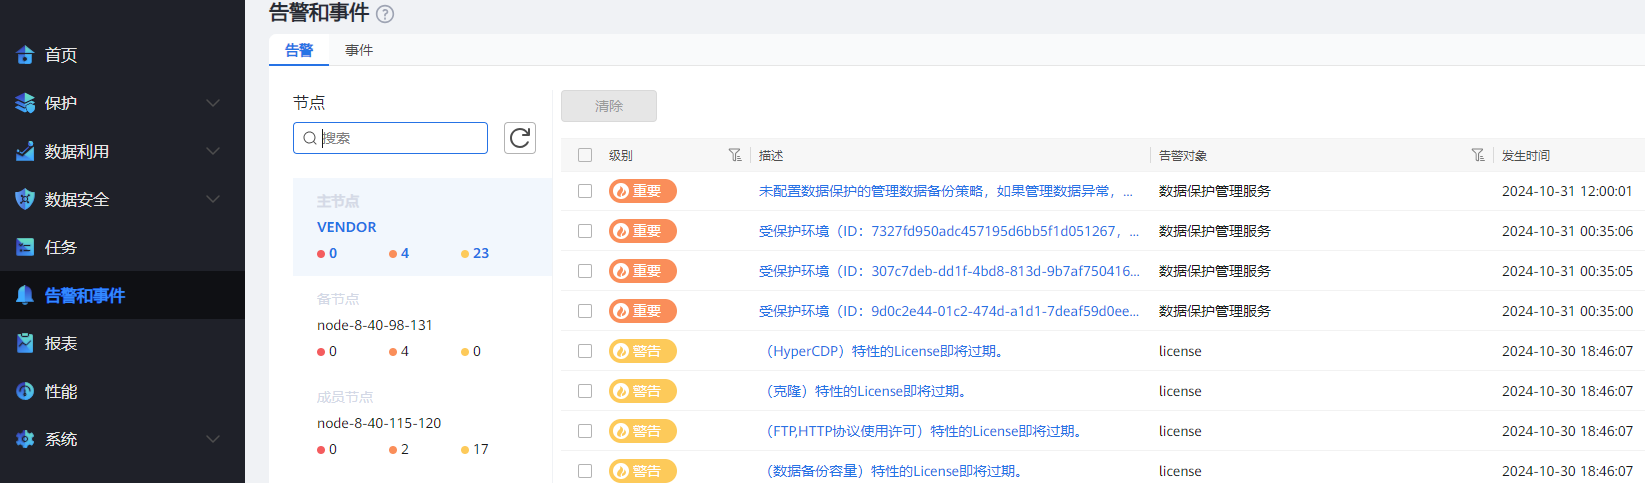 告警和事件 ?
首页
保护
数据利用
数据安全
任务
告警和事件
报表
性能
系统
告警 事件
节点
搜索
主节点
VENDOR
0 4 23
备节点
node-8-40-98-131
0 4 0
成员节点
node-8-40-115-120
0 2 17
清除
级别 描述 告警对象 发生时间
重要 未配置数据保护的管理数据备份策略，如果管理数据异常，... 数据保护管理服务 2024-10-31 12:00:01
重要 受保护环境（ID：7327fd950adc457195d6bb5f1d051267，... 数据保护管理服务 2024-10-31 00:35:06
重要 受保护环境（ID：307c7deb-dd1f-4bd8-813d-9b7af750416... 数据保护管理服务 2024-10-31 00:35:05
重要 受保护环境（ID：9d0c2e44-01c2-474d-a1d1-7deaf59d0ee... 数据保护管理服务 2024-10-31 00:35:00
警告 （HyperCDP）特性的License即将过期。 license 2024-10-30 18:46:07
警告 （克隆）特性的License即将过期。 license 2024-10-30 18:46:07
警告 （FTP,HTTP协议使用许可）特性的License即将过期。 license 2024-10-30 18:46:07
警告 （数据备份容量）特性的License即将过期。 license 2024-10-30 18:46:07